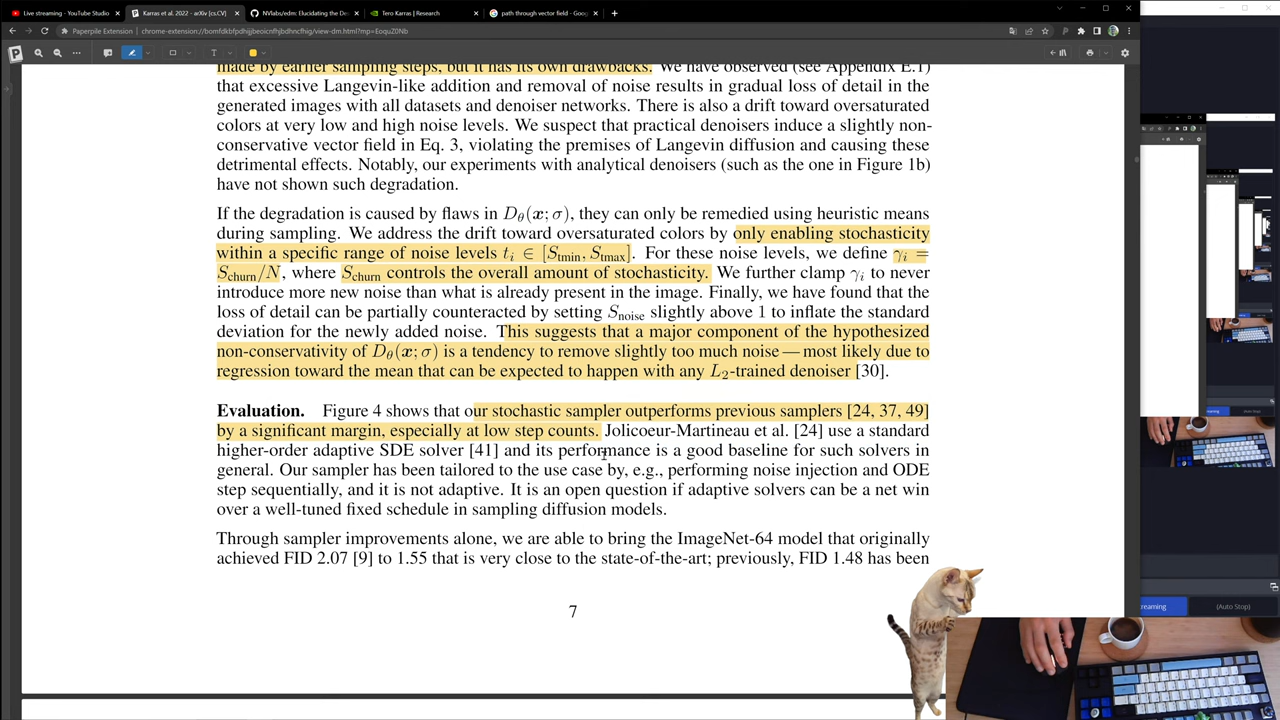 Live streaming - YouTube Studio
Karras et al. 2022 - arXiv [cs.CV]
NVlabs/edm: Elucidating the De
Tero Karras | Research
path through vector field - Goog
Paperpile Extension | chrome-extension://bomfdkbfpdhijjbeoicnfhjbdhncfhig/view-dm.html?mp=EoquZ0Nb
made by earlier sampling steps, but it has its own drawbacks. We have observed (see Appendix E.1)
that excessive Langevin-like addition and removal of noise results in gradual loss of detail in the
generated images with all datasets and denoiser networks. There is also a drift toward oversaturated
colors at very low and high noise levels. We suspect that practical denoisers induce a slightly non-
conservative vector field in Eq. 3, violating the premises of Langevin diffusion and causing these
detrimental effects. Notably, our experiments with analytical denoisers (such as the one in Figure 1b)
have not shown such degradation.
If the degradation is caused by flaws in Dθ(x; σ), they can only be remedied using heuristic means
during sampling. We address the drift toward oversaturated colors by only enabling stochasticity
within a specific range of noise levels ti ∈ [Stmin, Stmax]. For these noise levels, we define γi =
Schurn/N, where Schurn controls the overall amount of stochasticity. We further clamp γi to never
introduce more new noise than what is already present in the image. Finally, we have found that the
loss of detail can be partially counteracted by setting Snoise slightly above 1 to inflate the standard
deviation for the newly added noise. This suggests that a major component of the hypothesized
non-conservativity of Dθ(x; σ) is a tendency to remove slightly too much noise — most likely due to
regression toward the mean that can be expected to happen with any L2-trained denoiser [30].
Evaluation. Figure 4 shows that our stochastic sampler outperforms previous samplers [24, 37, 49]
by a significant margin, especially at low step counts. Jolicoeur-Martineau et al. [24] use a standard
higher-order adaptive SDE solver [41] and its performance is a good baseline for such solvers in
general. Our sampler has been tailored to the use case by, e.g., performing noise injection and ODE
step sequentially, and it is not adaptive. It is an open question if adaptive solvers can be a net win
over a well-tuned fixed schedule in sampling diffusion models.
Through sampler improvements alone, we are able to bring the ImageNet-64 model that originally
achieved FID 2.07 [9] to 1.55 that is very close to the state-of-the-art; previously, FID 1.48 has been
7
reaming
(Auto Stop)